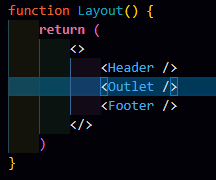 function Layout() {
    return (
        <>
            <Header />
            <Outlet />
            <Footer />
        </>
    )
}